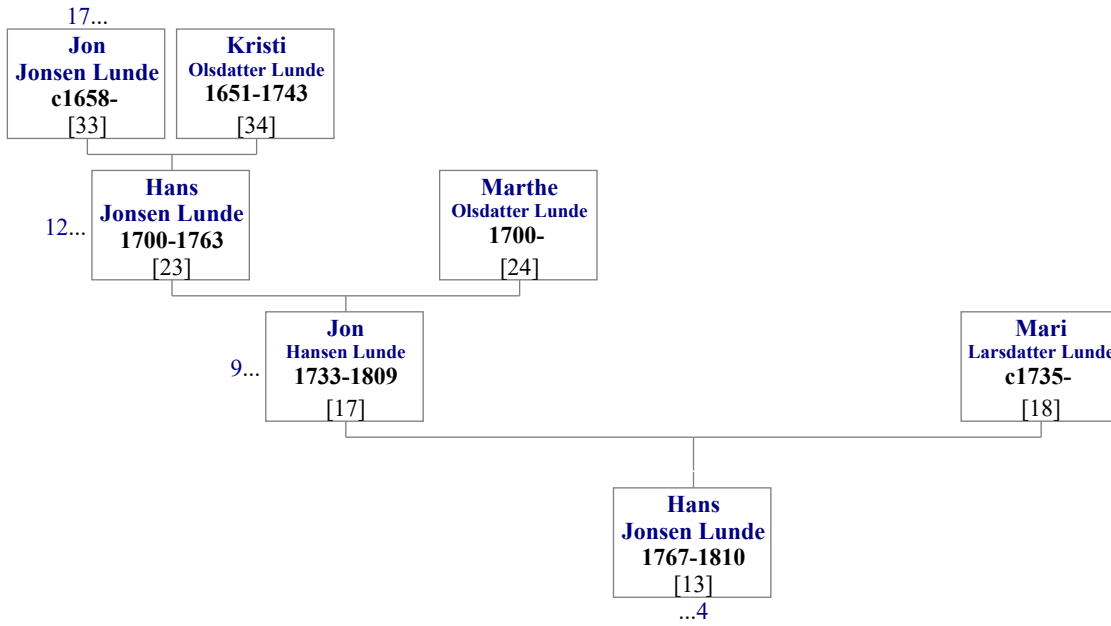 17...
Jon
Jonsen Lunde
c1658-
[33]
Kristi
Olsdatter Lunde
1651-1743
[34]
12...
Hans
Jonsen Lunde
1700-1763
[23]
Marthe
Olsdatter Lunde
1700-
[24]
9...
Jon
Hansen Lunde
1733-1809
[17]
Mari
Larsdatter Lunde
c1735-
[18]
Hans
Jonsen Lunde
1767-1810
[13]
...4